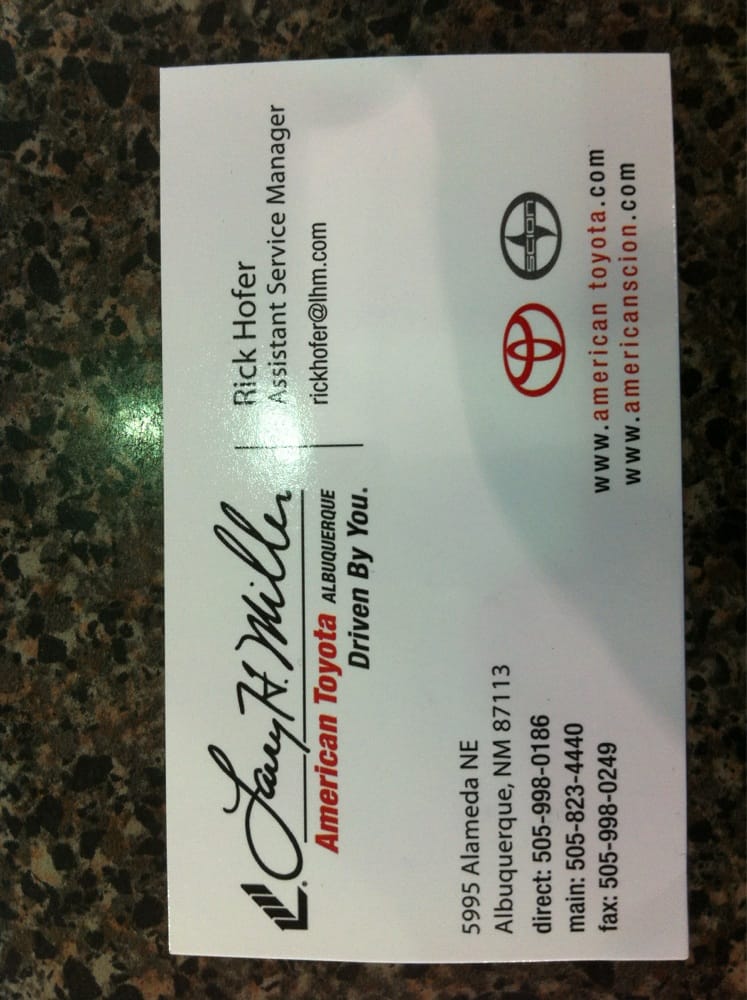 Larry H. Miller
American Toyota ALBUQUERQUE
Driven By You.
Rick Hofer
Assistant Service Manager
rickhofer@lhm.com
5995 Alameda NE
Albuquerque, NM 87113
direct: 505-998-0186
main: 505-823-4440
fax: 505-998-0249
SCION
www.american toyota.com
www.americanscion.com